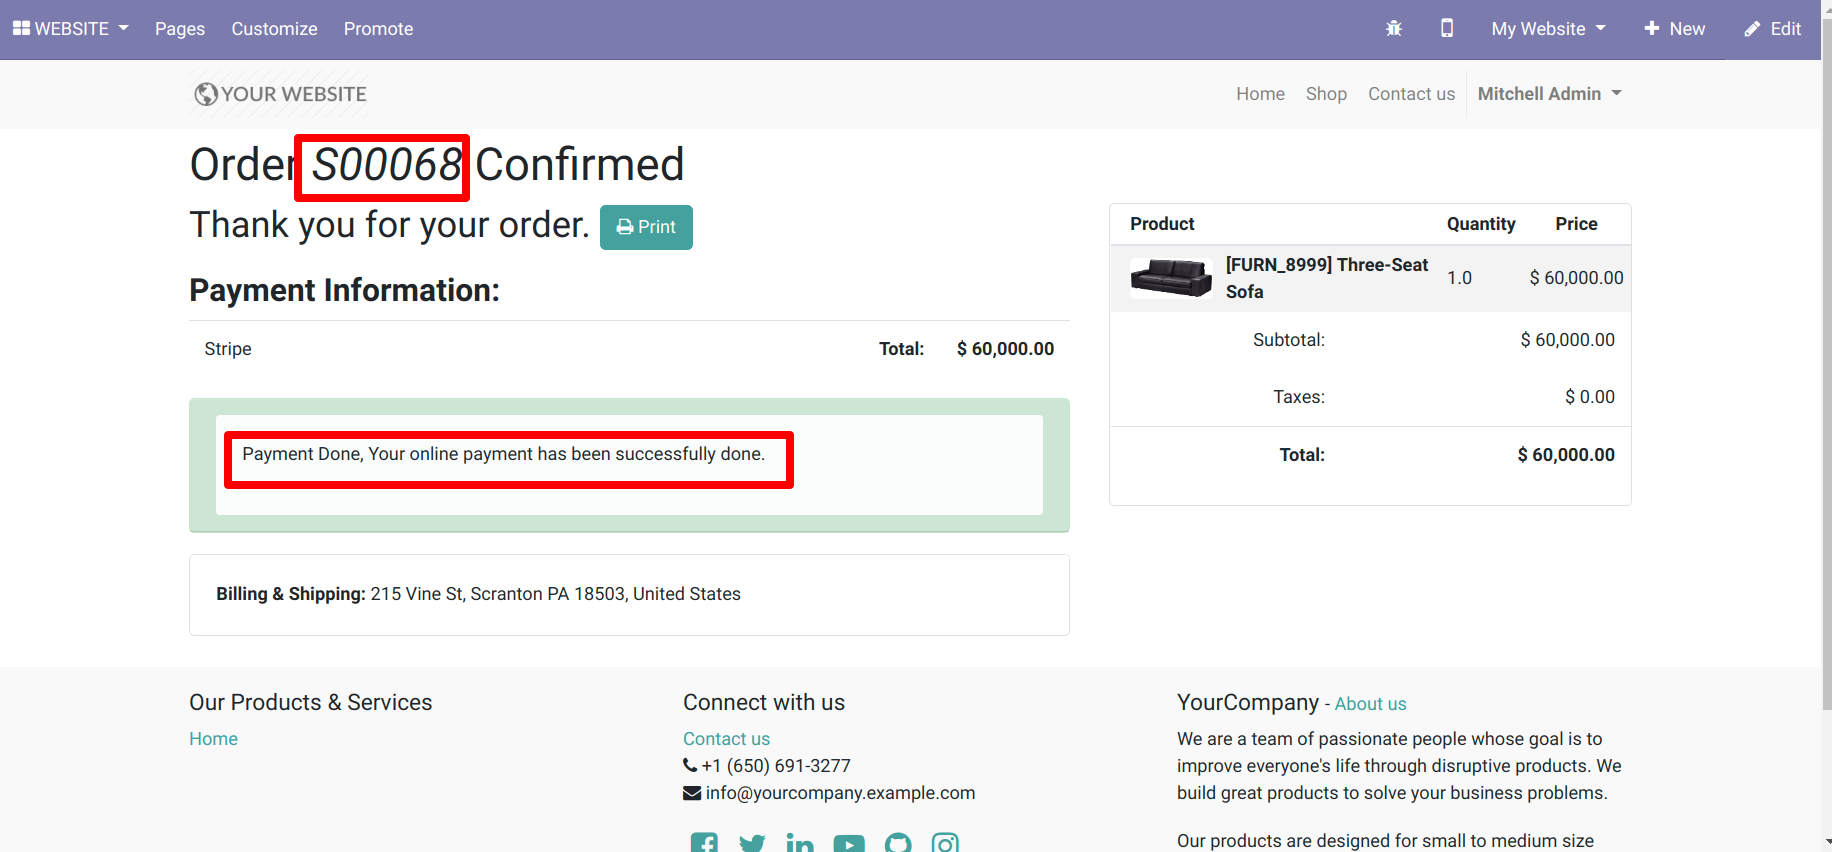 WEBSITE Pages Customize Promote My Website New Edit
YOUR WEBSITE Home Shop Contact us Mitchell Admin
Order S00068 Confirmed
Thank you for your order. Print
Payment Information:
Stripe Total: $ 60,000.00
Payment Done, Your online payment has been successfully done.
Billing & Shipping: 215 Vine St, Scranton PA 18503, United States
Product Quantity Price
[FURN_8999] Three-Seat
Sofa 1.0 $ 60,000.00
Subtotal: $ 60,000.00
Taxes: $ 0.00
Total: $ 60,000.00
Our Products & Services
Home
Connect with us
Contact us
+1 (650) 691-3277
info@yourcompany.example.com
YourCompany - About us
We are a team of passionate people whose goal is to
improve everyone's life through disruptive products. We
build great products to solve your business problems.
Our products are designed for small to medium size